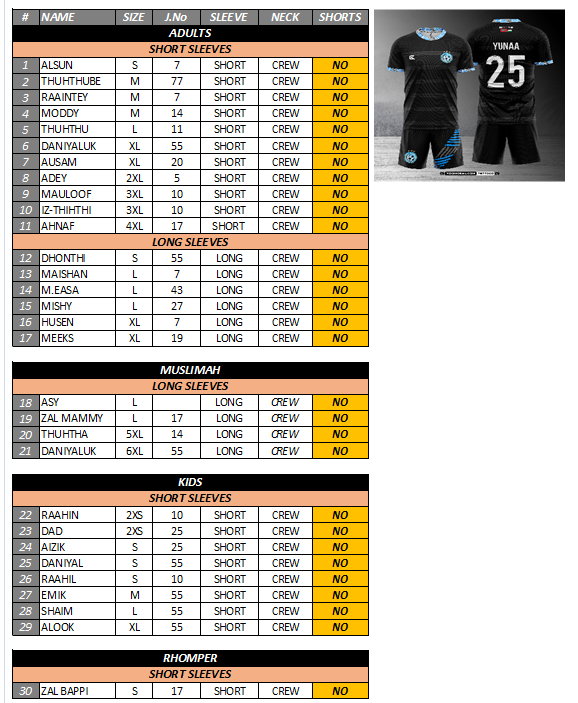 # NAME SIZE J.No SLEEVE NECK SHORTS
ADULTS
SHORT SLEEVES
1 ALSUN S 7 SHORT CREW NO
2 THUHTHUBE M 77 SHORT CREW NO
3 RAAINTEY M 7 SHORT CREW NO
4 MODDY M 14 SHORT CREW NO
5 THUHTHU L 11 SHORT CREW NO
6 DANIYALUK XL 55 SHORT CREW NO
7 AUSAM XL 20 SHORT CREW NO
8 ADEY 2XL 5 SHORT CREW NO
9 MAULOOF 3XL 10 SHORT CREW NO
10 IZ-THIHTHI 3XL 10 SHORT CREW NO
11 AHNAF 4XL 17 SHORT CREW NO
LONG SLEEVES
12 DHONTHI S 55 LONG CREW NO
13 MAISHAN L 7 LONG CREW NO
14 M.EASA L 43 LONG CREW NO
15 MISHY L 27 LONG CREW NO
16 HUSEN XL 7 LONG CREW NO
17 MEEKS XL 19 LONG CREW NO
MUSLIMAH
LONG SLEEVES
18 ASY L LONG CREW NO
19 ZAL MAMMY L 17 LONG CREW NO
20 THUHTHA 5XL 14 LONG CREW NO
21 DANIYALUK 6XL 55 LONG CREW NO
KIDS
SHORT SLEEVES
22 RAAHIN 2XS 10 SHORT CREW NO
23 DAD 2XS 25 SHORT CREW NO
24 AIZIK S 25 SHORT CREW NO
25 DANIYAL S 55 SHORT CREW NO
26 RAAHIL S 10 SHORT CREW NO
27 EMIK M 55 SHORT CREW NO
28 SHAIM L 55 SHORT CREW NO
29 ALOOK XL 55 SHORT CREW NO
RHOMPER
SHORT SLEEVES
30 ZAL BAPPI S 17 SHORT CREW NO
YUNAA
25